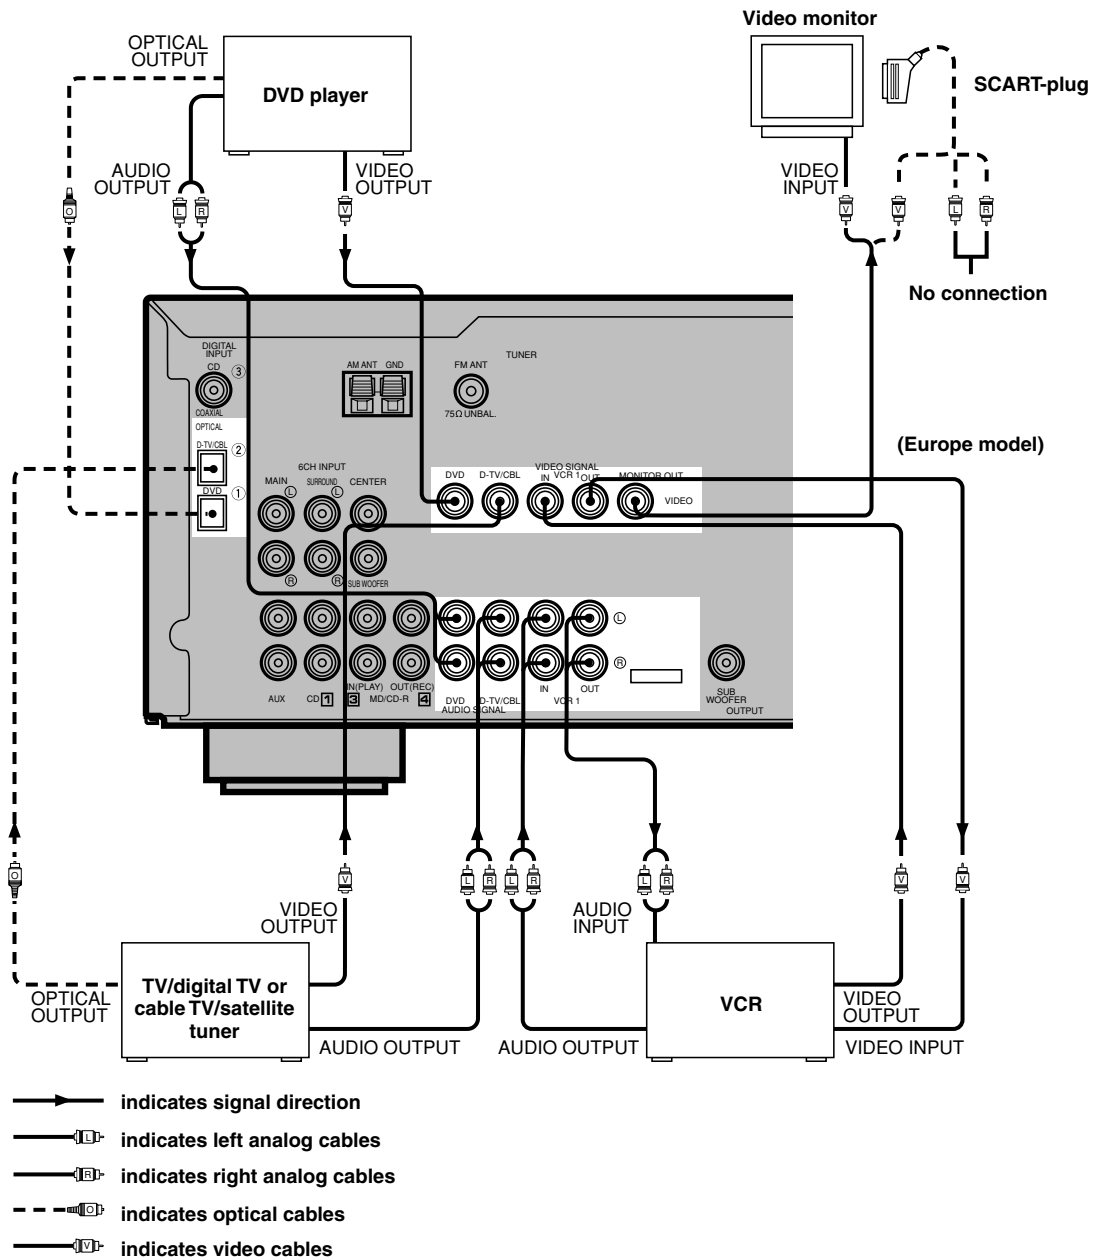 Video monitor
OPTICAL
OUTPUT
DVD player
SCART-plug
AUDIO
OUTPUT
VIDEO
OUTPUT
VIDEO
INPUT
O
L
R
V
V
V
L
R
No connection
DIGITAL
INPUT
CD
3
COAXIAL
OPTICAL
D-TV/CBL
2
DVD
1
TUNER
AM ANT
GND
FM ANT
75Ω UNBAL.
(Europe model)
6CH INPUT
MAIN
L
SURROUND
L
CENTER
R
R
SUB WOOFER
VIDEO SIGNAL
DVD
D-TV/CBL
IN
VCR 1
OUT
MONITOR OUT
VIDEO
L
R
AUX
CD
1
IN(PLAY)
3
MD/CD-R
OUT(REC)
4
DVD
D-TV/CBL
AUDIO SIGNAL
IN
VCR 1
OUT
SUB
WOOFER
OUTPUT
O
V
L
R
L
R
L
R
V
V
VIDEO
OUTPUT
AUDIO
INPUT
OPTICAL
OUTPUT
TV/digital TV or
cable TV/satellite
tuner
AUDIO OUTPUT
AUDIO OUTPUT
VCR
VIDEO
OUTPUT
VIDEO INPUT
indicates signal direction
L
indicates left analog cables
R
indicates right analog cables
O
indicates optical cables
V
indicates video cables